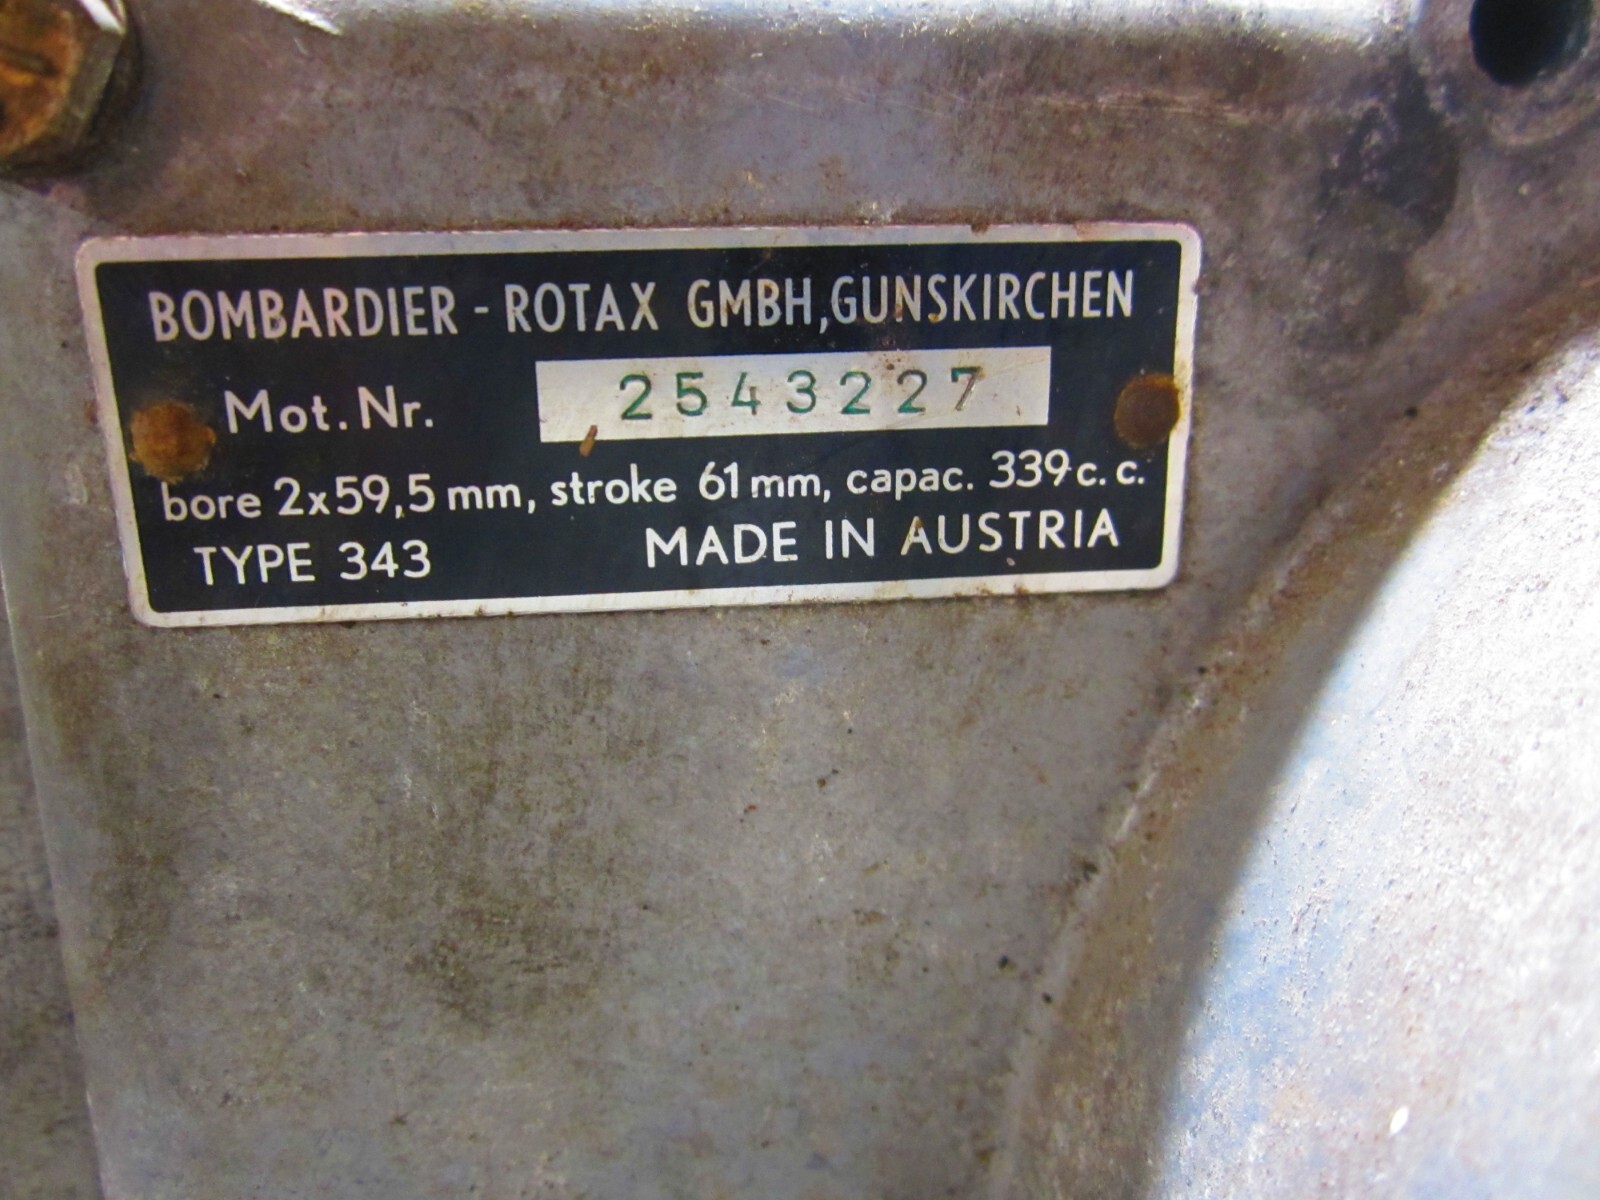 BOMBARDIER - ROTAX GMBH, GUNSKIRCHEN
Mot. Nr. 2543227
bore 2x59,5 mm, stroke 61 mm, capac. 339 c. c.
TYPE 343 MADE IN AUSTRIA